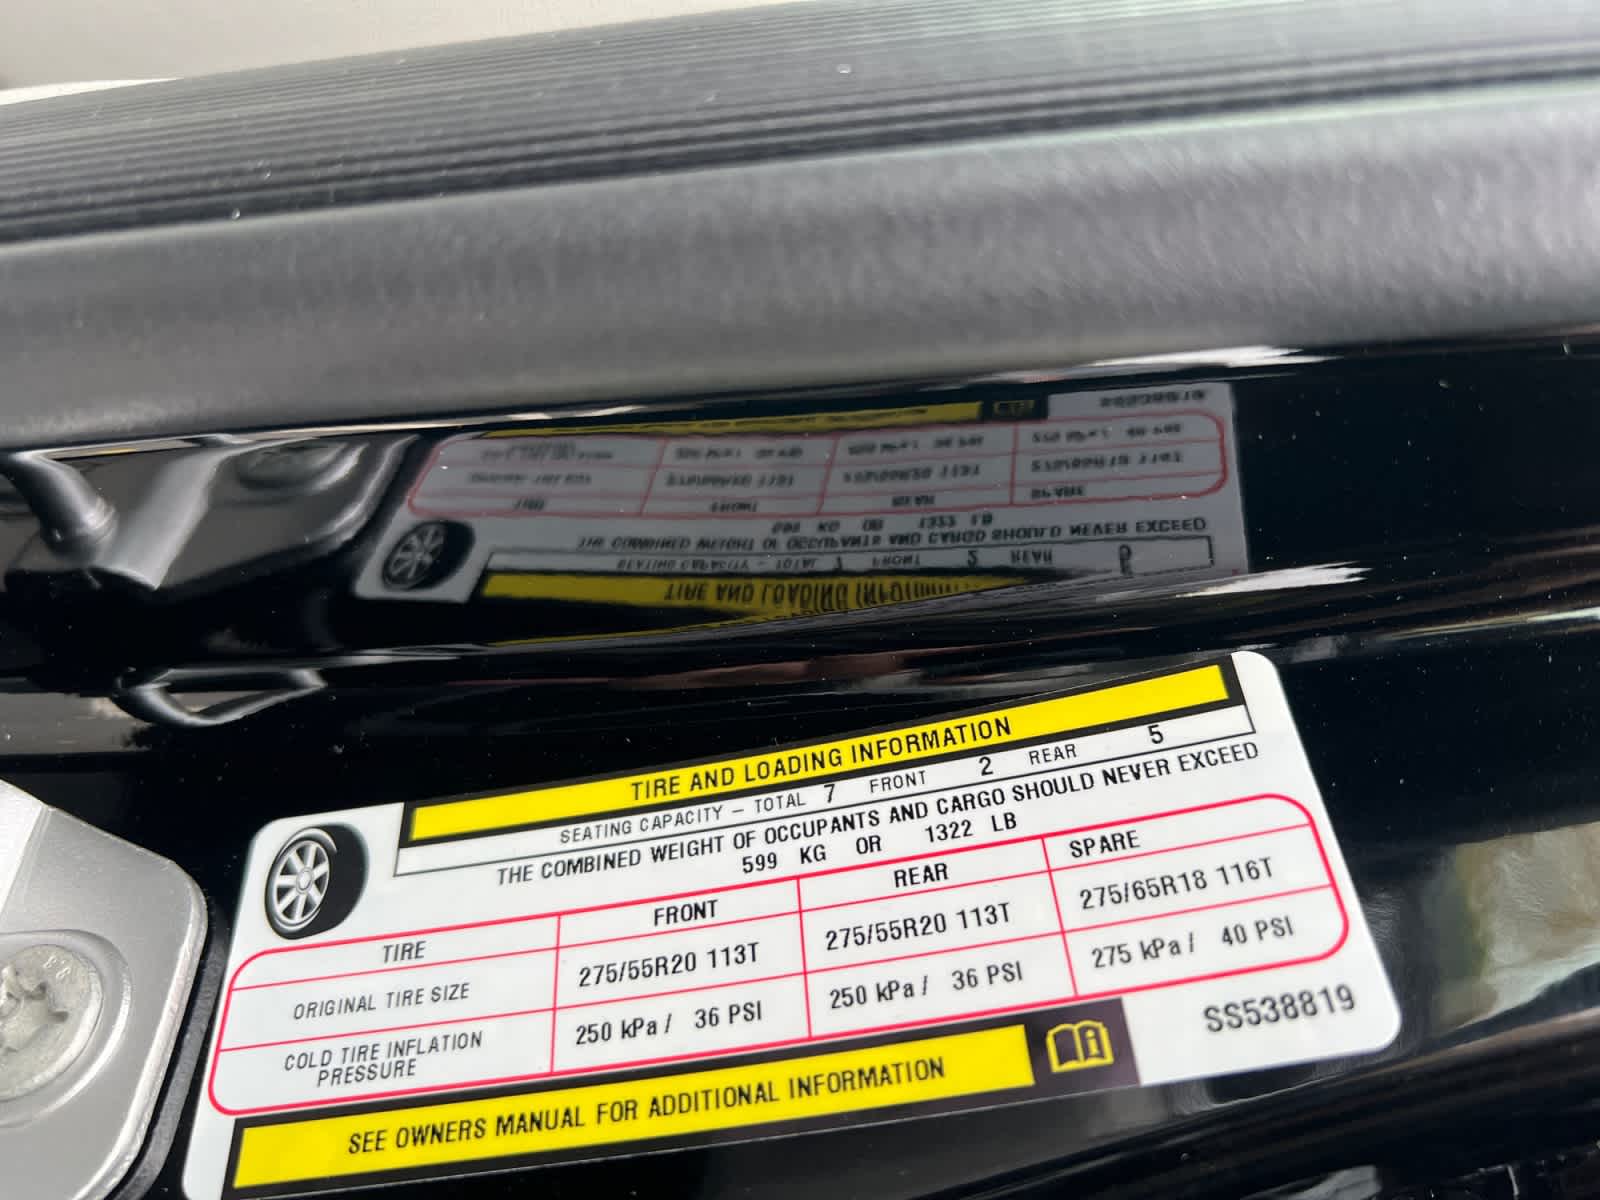 TIRE AND LOADING INFORMATION
SEATING CAPACITY – TOTAL 7 FRONT 2 REAR 5
THE COMBINED WEIGHT OF OCCUPANTS AND CARGO SHOULD NEVER EXCEED
599 KG OR 1322 LB
TIRE FRONT REAR SPARE
ORIGINAL TIRE SIZE 275/55R20 113T 275/55R20 113T 275/65R18 116T
COLD TIRE INFLATION PRESSURE 250 kPa / 36 PSI 250 kPa / 36 PSI 275 kPa / 40 PSI
SEE OWNERS MANUAL FOR ADDITIONAL INFORMATION
SS538819